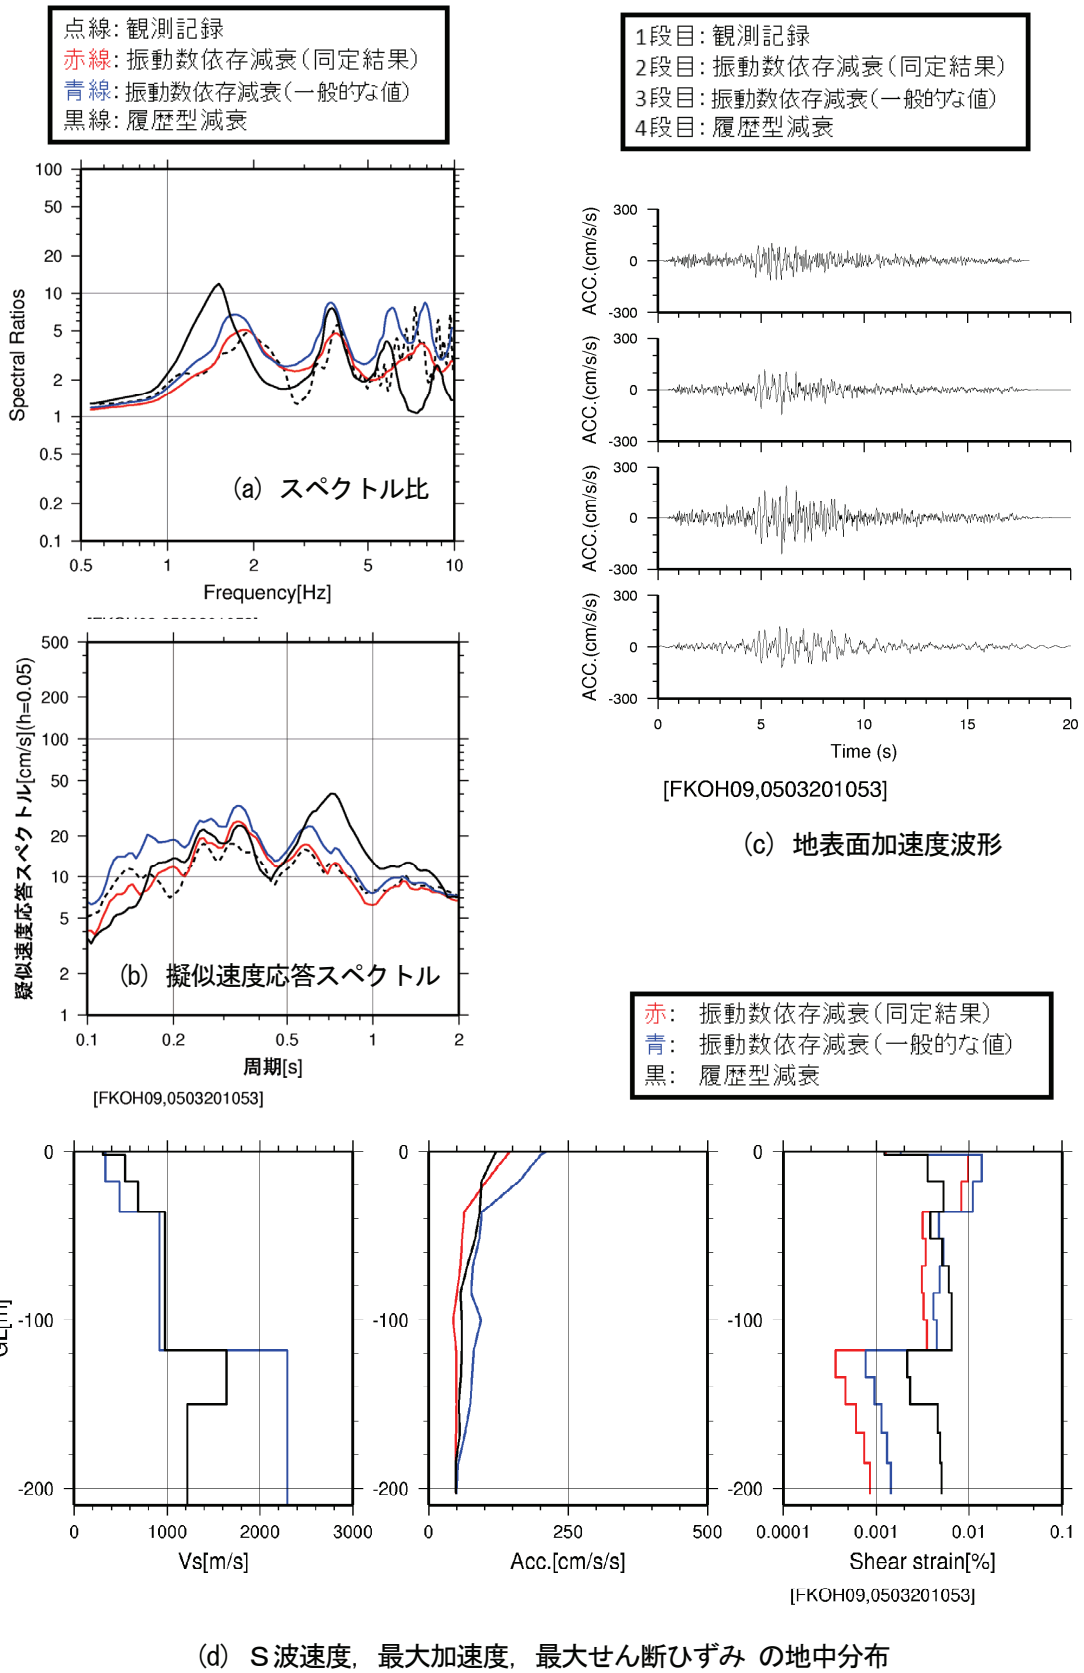 点線: 観測記録
赤線: 振動数依存減衰(同定結果)
青線: 振動数依存減衰(一般的な値)
黒線: 履歴型減衰
1段目: 観測記録
2段目: 振動数依存減衰(同定結果)
3段目: 振動数依存減衰(一般的な値)
4段目: 履歴型減衰
100
50
20
10
5
2
1
0.5
0.2
0.1
Spectral Ratios
(a) スペクトル比
0.5 1 2 5 10
Frequency[Hz]
300
0
-300
ACC.(cm/s/s)
300
0
-300
ACC.(cm/s/s)
300
0
-300
ACC.(cm/s/s)
300
0
-300
ACC.(cm/s/s)
0 5 10 15 20
Time (s)
[FKOH09,0503201053]
(c) 地表面加速度波形
500
200
100
50
20
10
5
2
1
疑似速度応答スペクトル[cm/s](h=0.05)
(b) 擬似速度応答スペクトル
0.1 0.2 0.5 1 2
周期[s]
[FKOH09,0503201053]
赤: 振動数依存減衰(同定結果)
青: 振動数依存減衰(一般的な値)
黒: 履歴型減衰
0
-100
-200
GL[m]
0 1000 2000 3000
Vs[m/s]
0
-100
-200
0 250 500
Acc.[cm/s/s]
0
-100
-200
0.0001 0.001 0.01 0.1
Shear strain[%]
[FKOH09,0503201053]
(d) S波速度, 最大加速度, 最大せん断ひずみ の地中分布